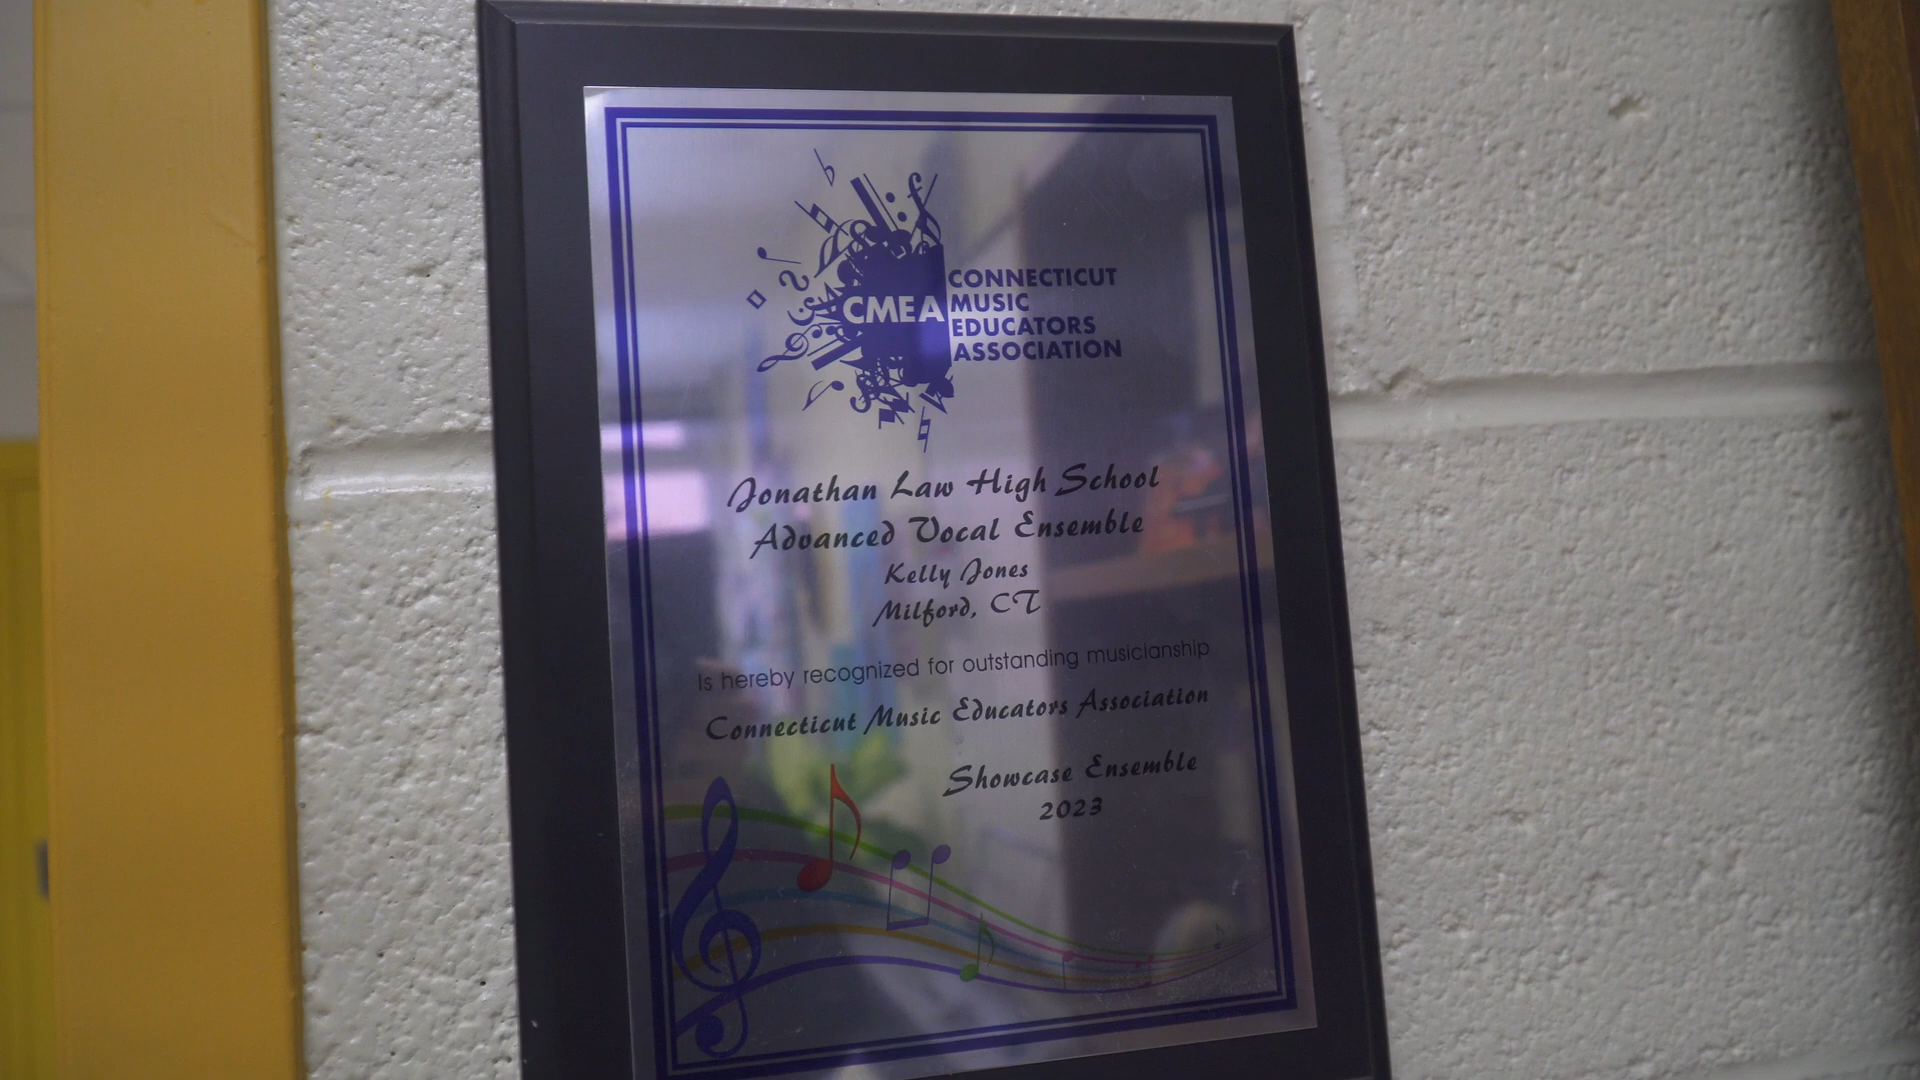 CMEA
CONNECTICUT
MUSIC
EDUCATORS
ASSOCIATION
Jonathan Law High School
Advanced Vocal Ensemble
Kelly Jones
Milford, CT
Is hereby recognized for outstanding musicianship
Connecticut Music Educators Association
Showcase Ensemble
2023